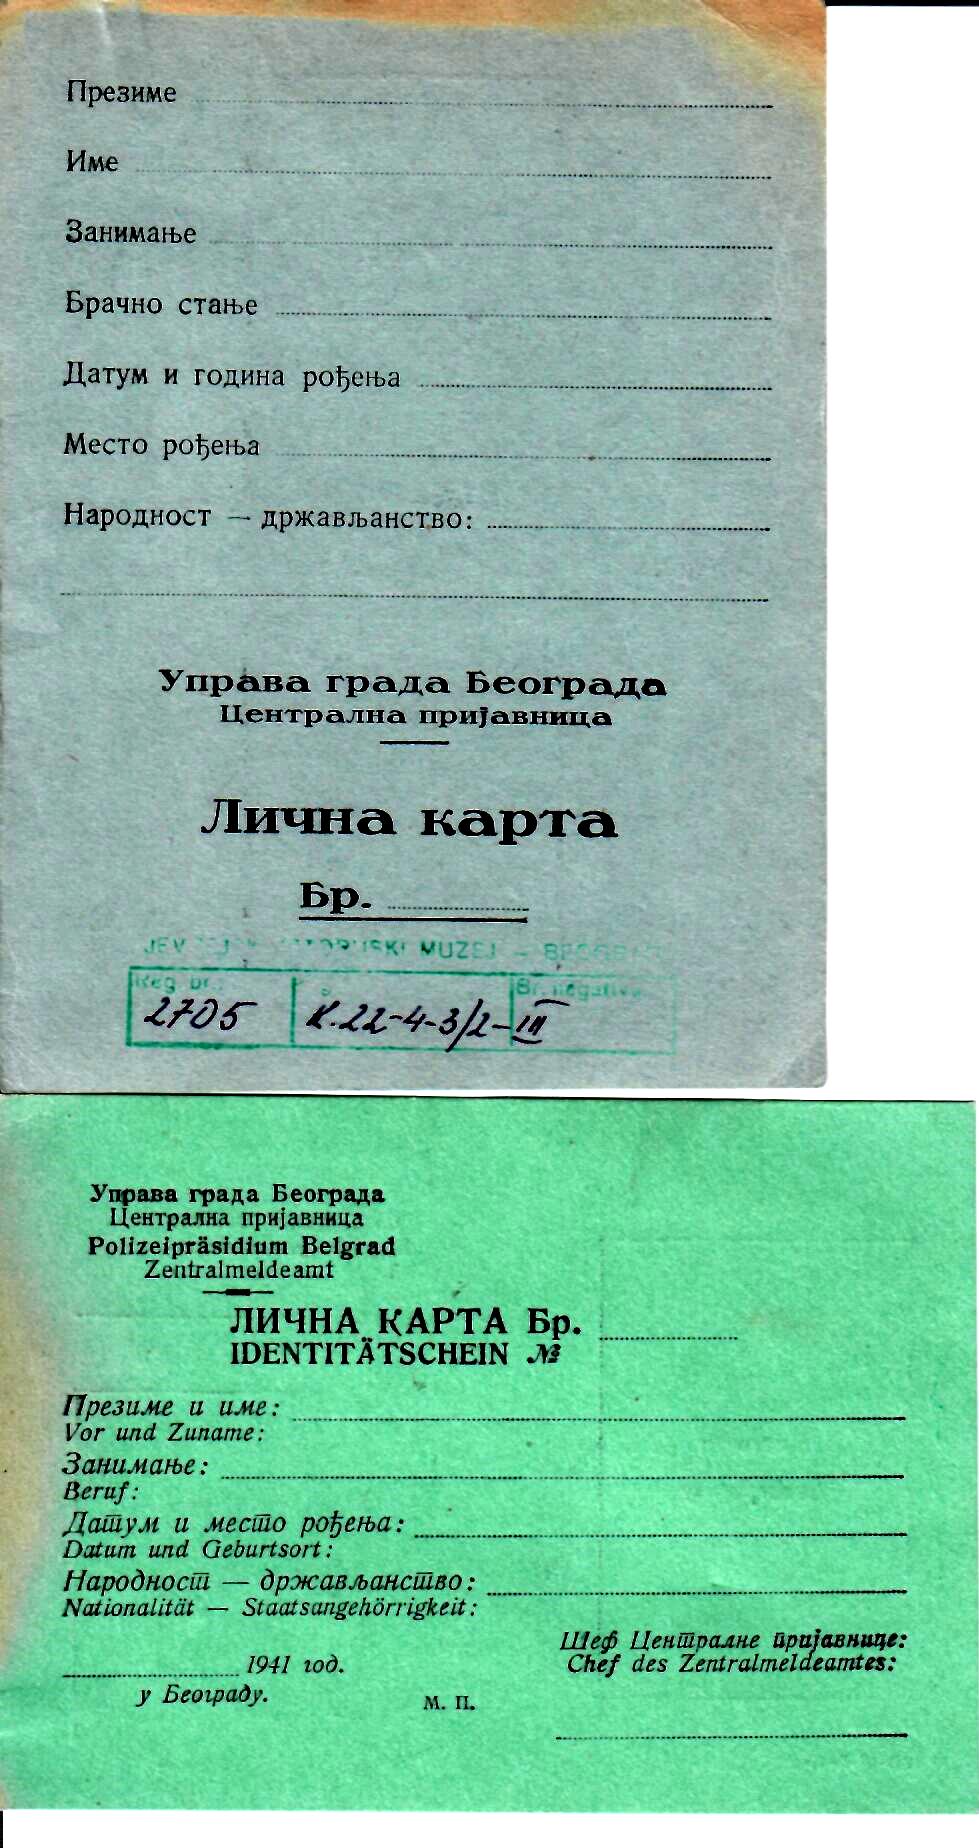 Презиме
Име
Занимање
Брачно стање
Датум и година рођења
Место рођења
Народност — држављанство:
Управа града Београда
Централна пријавница
Лична карта
Бр.
MUZEJ –
Reg. br.: Br. negativa
2705 K.22-4-3/2-III
Управа града Београда
Централна пријавница
Polizeipräsidium Belgrad
Zentralmeldeamt
ЛИЧНА КАРТА Бр.
IDENTITÄTSCHEIN №
Презиме и име:
Vor und Zuname:
Занимање:
Beruf:
Датум и место рођења:
Datum und Geburtsort:
Народност — држављанство:
Nationalität — Staatsangehörrigkeit:
Шеф Централне пријавнице:
Chef des Zentralmeldeamtes:
1941 год.
у Београду.
М. П.